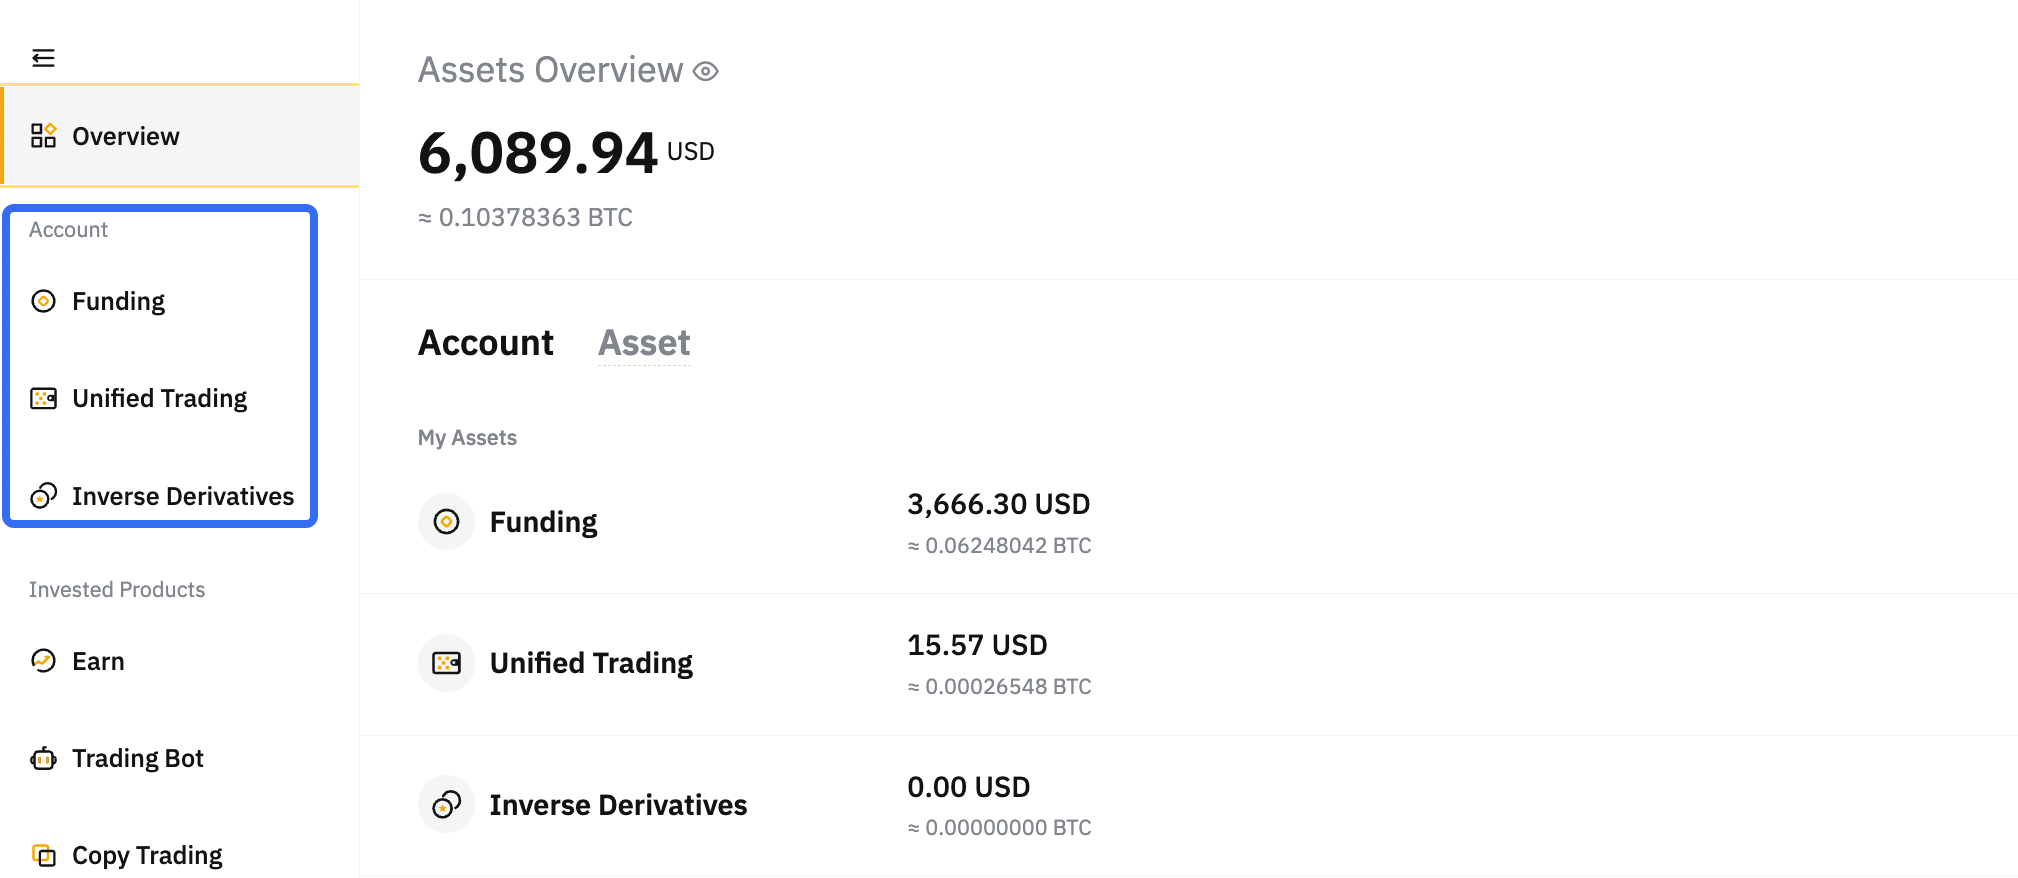 Overview
Account
Funding
Unified Trading
Inverse Derivatives
Invested Products
Earn
Trading Bot
Copy Trading
Assets Overview
6,089.94 USD
≈ 0.10378363 BTC
Account Asset
My Assets
Funding
3,666.30 USD
≈ 0.06248042 BTC
Unified Trading
15.57 USD
≈ 0.00026548 BTC
Inverse Derivatives
0.00 USD
≈ 0.00000000 BTC